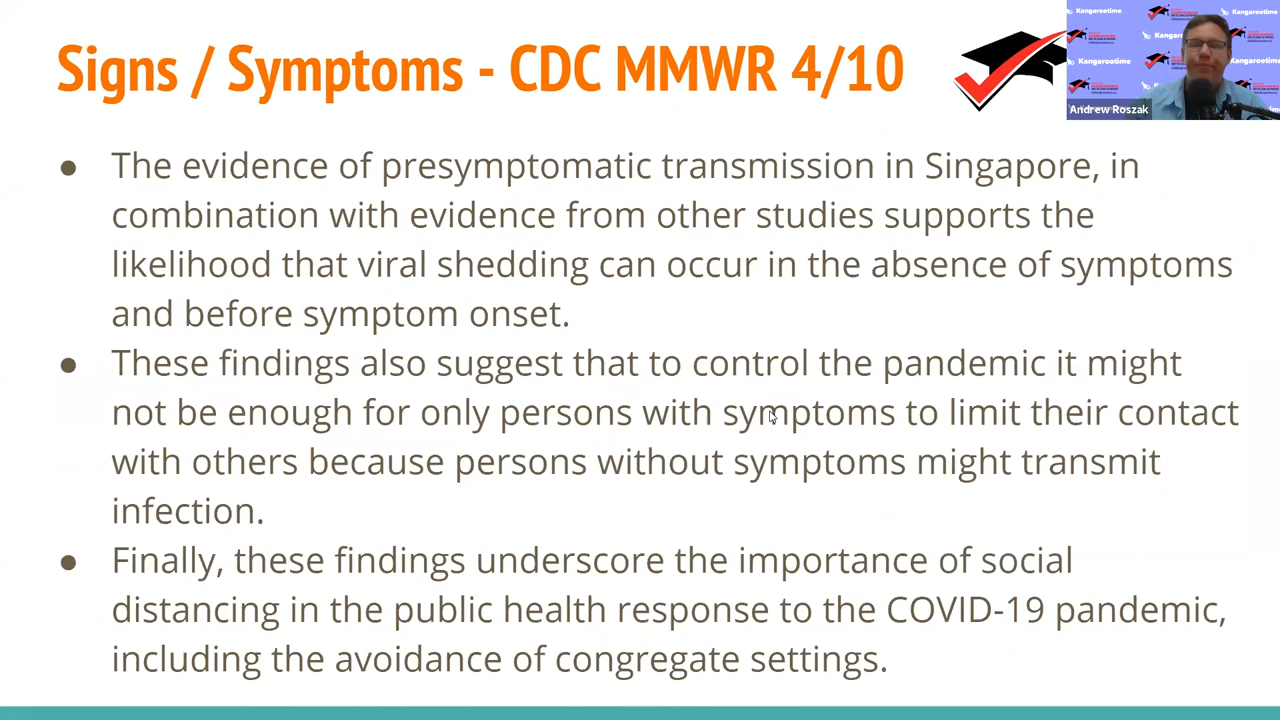 Signs / Symptoms - CDC MMWR 4/10
Kangarootime
Kangarootime
Kangarootime
Kangarootime
Andrew Roszak
● The evidence of presymptomatic transmission in Singapore, in
combination with evidence from other studies supports the
likelihood that viral shedding can occur in the absence of symptoms
and before symptom onset.
● These findings also suggest that to control the pandemic it might
not be enough for only persons with symptoms to limit their contact
with others because persons without symptoms might transmit
infection.
● Finally, these findings underscore the importance of social
distancing in the public health response to the COVID-19 pandemic,
including the avoidance of congregate settings.